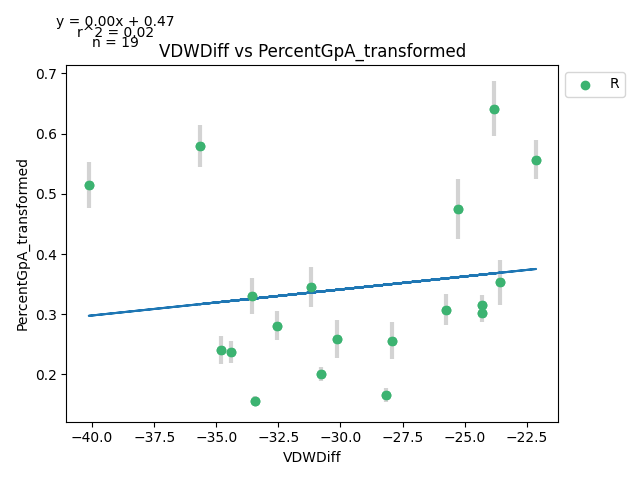 y = 0.00x + 0.47
r^2 = 0.02
n = 19
VDWDiff vs PercentGpA_transformed
R
0.7
0.6
0.5
0.4
0.3
0.2
PercentGpA_transformed
−40.0 −37.5 −35.0 −32.5 −30.0 −27.5 −25.0 −22.5
VDWDiff